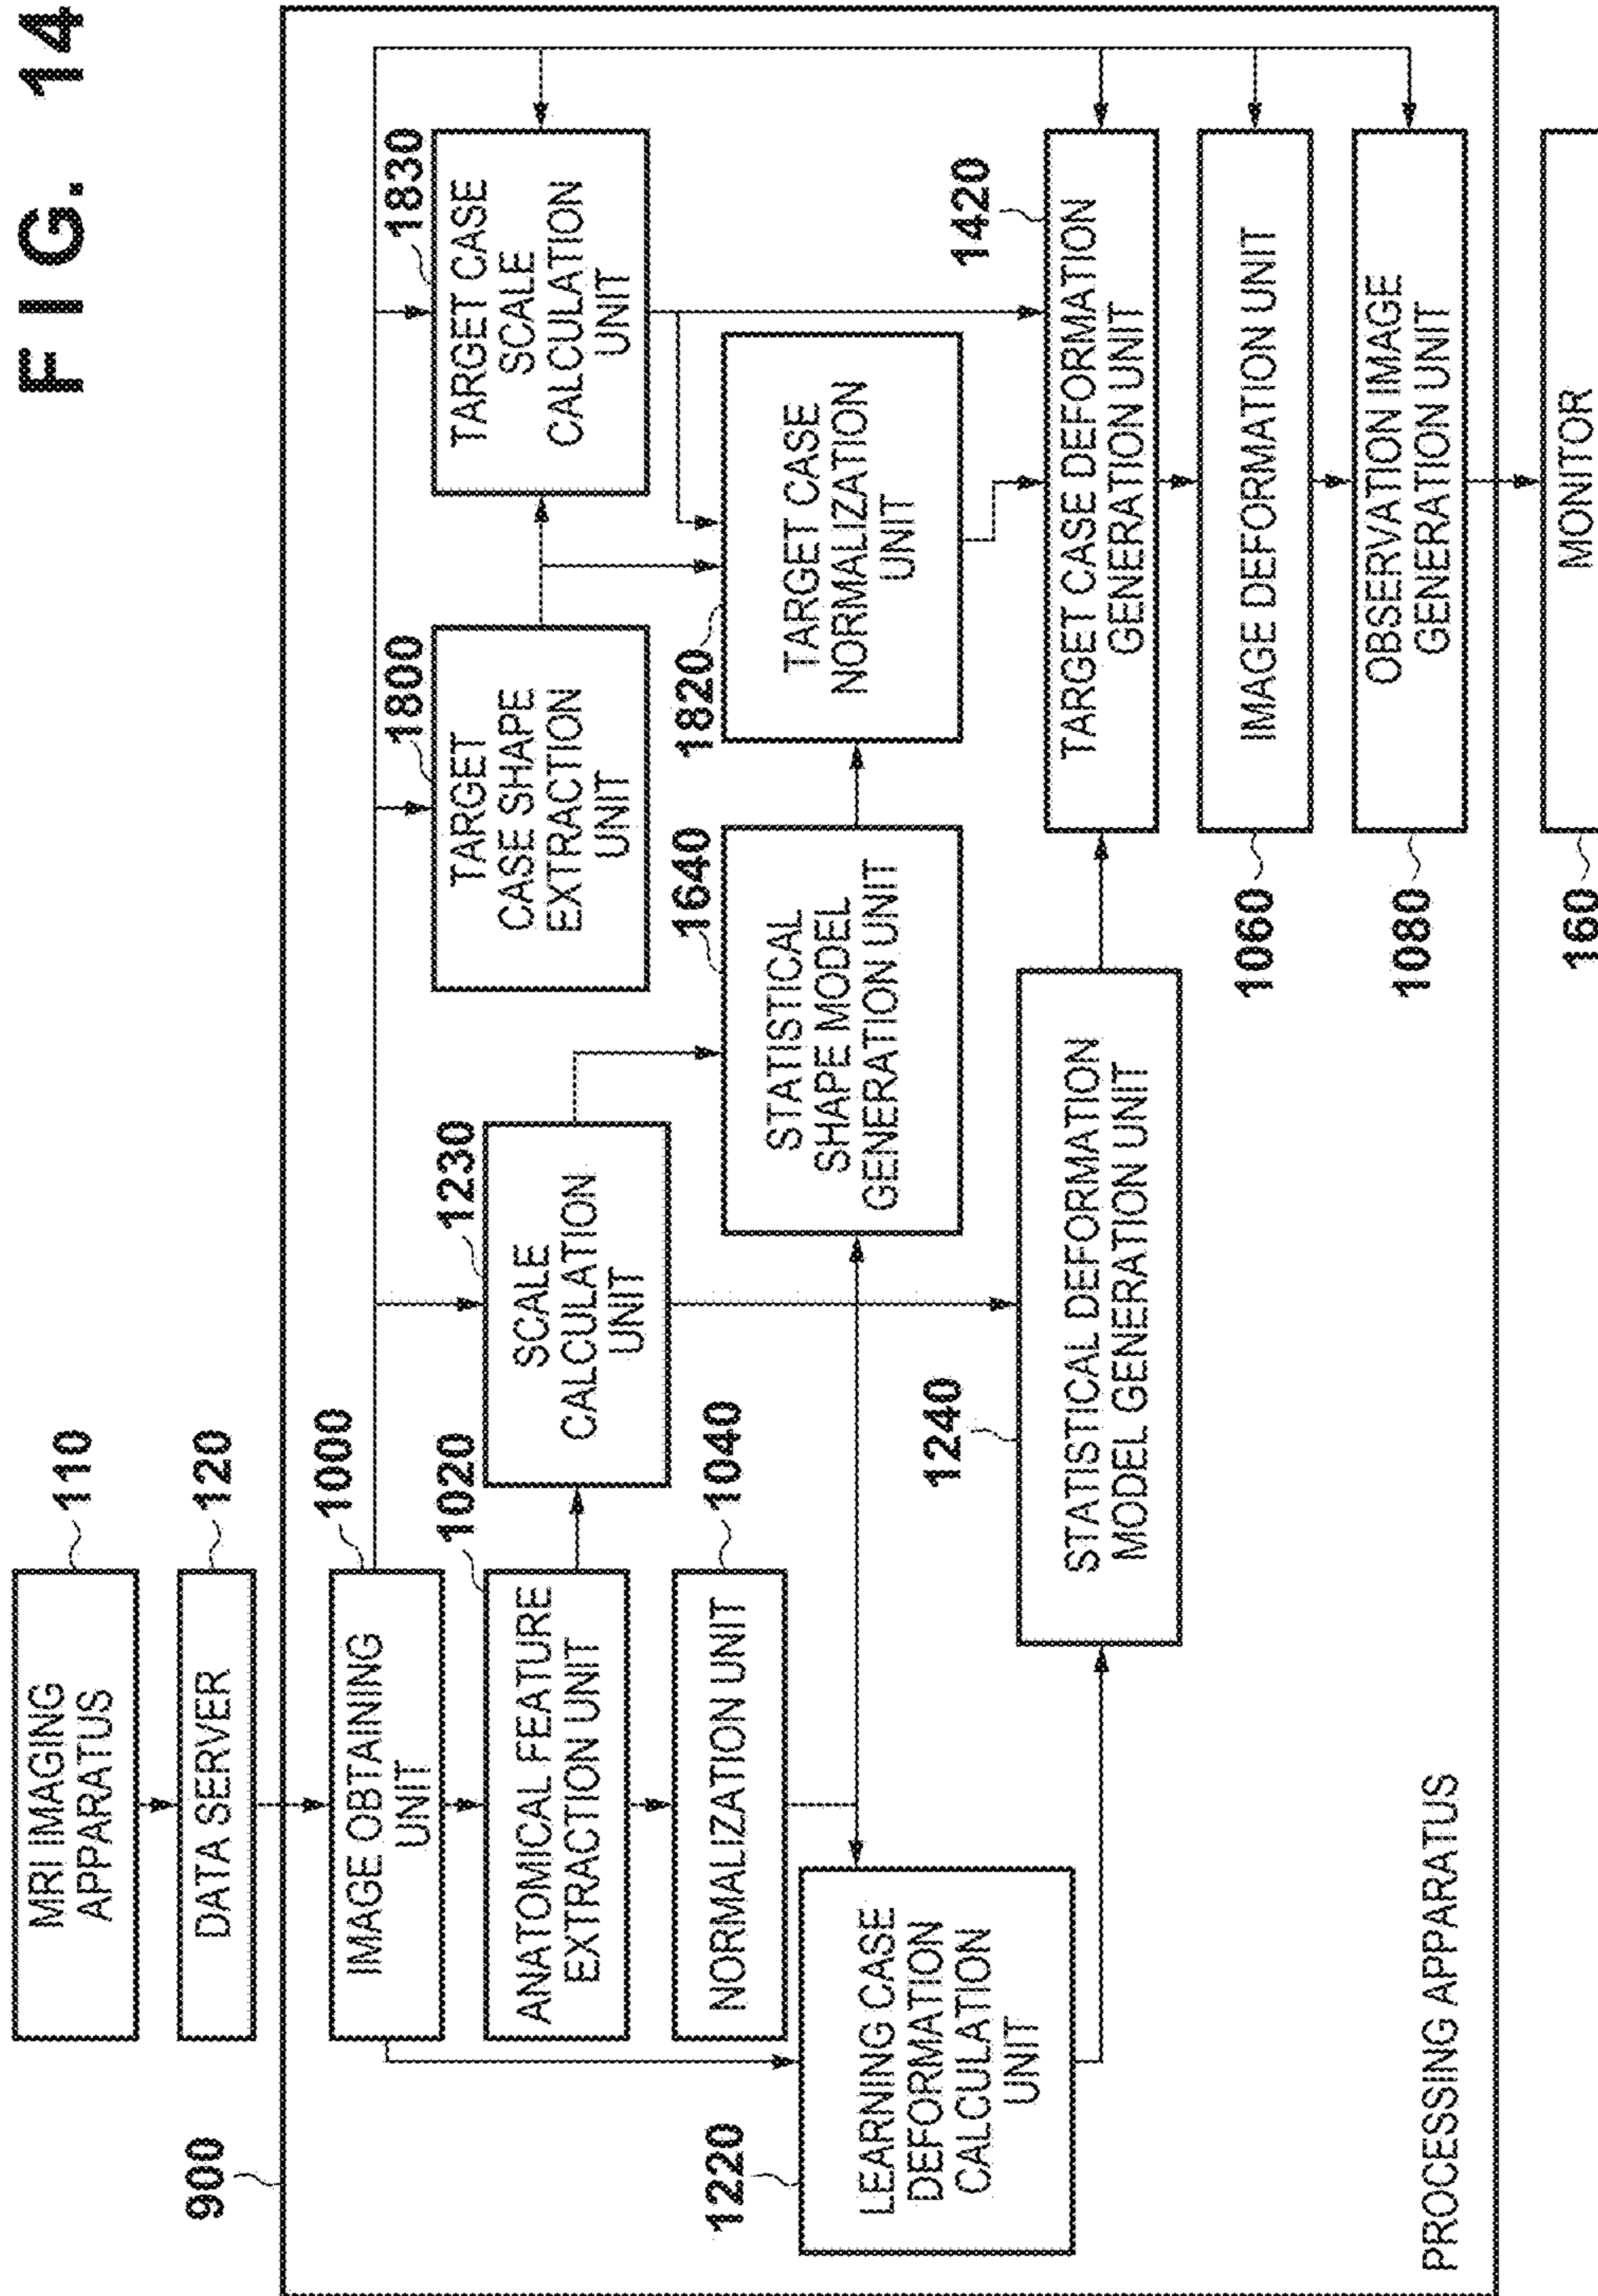 FIG. 14
MRI IMAGING
APPARATUS
110
DATA SERVER
120
900
IMAGE OBTAINING
UNIT
1000
ANATOMICAL FEATURE
EXTRACTION UNIT
1020
NORMALIZATION UNIT
1040
LEARNING CASE
DEFORMATION
CALCULATION
UNIT
1220
SCALE
CALCULATION
UNIT
1230
STATISTICAL DEFORMATION
MODEL GENERATION UNIT
1240
STATISTICAL
SHAPE MODEL
GENERATION UNIT
1640
TARGET
CASE SHAPE
EXTRACTION
UNIT
1800
TARGET CASE
SCALE
CALCULATION
UNIT
1830
TARGET CASE
NORMALIZATION
UNIT
1820
TARGET CASE DEFORMATION
GENERATION UNIT
1420
IMAGE DEFORMATION UNIT
1060
OBSERVATION IMAGE
GENERATION UNIT
1080
PROCESSING APPARATUS
MONITOR
160